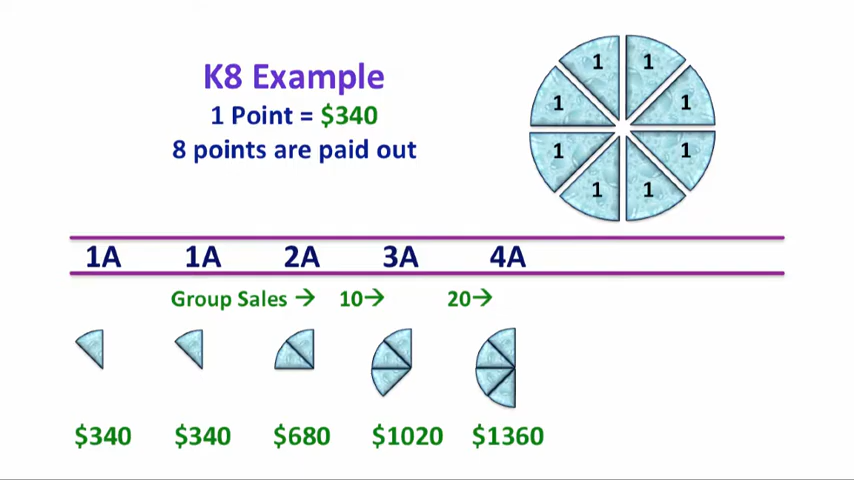 K8 Example
1 Point = $340
8 points are paid out
1 1
1 1
1 1
1 1
1A 1A 2A 3A 4A
Group Sales → 10→ 20→
$340 $340 $680 $1020 $1360